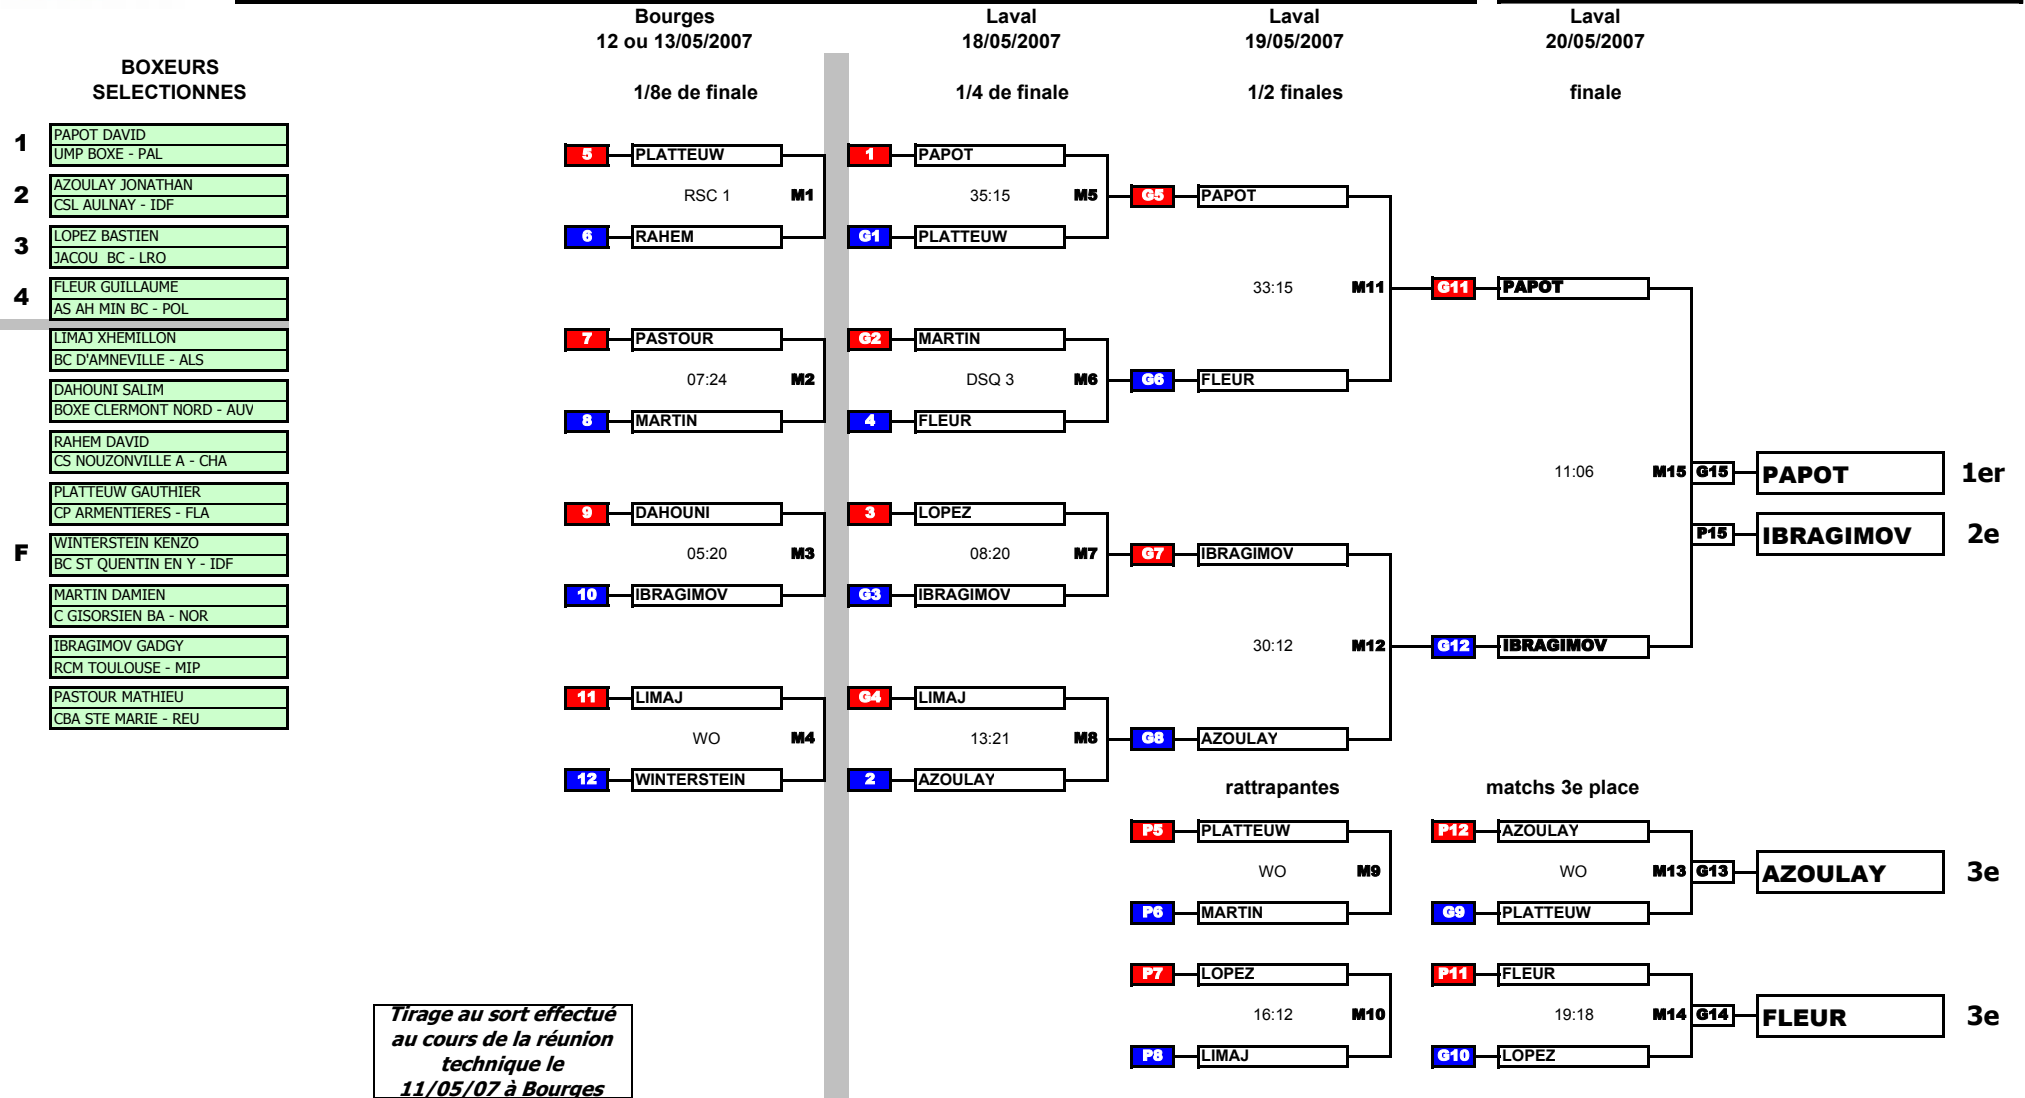 Bourges
12 ou 13/05/2007
1/8e de finale
Laval
18/05/2007
1/4 de finale
Laval
19/05/2007
1/2 finales
Laval
20/05/2007
finale
BOXEURS
SELECTIONNES
1
PAPOT DAVID
UMP BOXE - PAL
2
AZOULAY JONATHAN
CSL AULNAY - IDF
3
LOPEZ BASTIEN
JACOU  BC - LRO
4
FLEUR GUILLAUME
AS AH MIN BC - POL
LIMAJ XHEMILLON
BC D'AMNEVILLE - ALS
DAHOUNI SALIM
BOXE CLERMONT NORD - AUV
RAHEM DAVID
CS NOUZONVILLE A - CHA
PLATTEUW GAUTHIER
CP ARMENTIERES - FLA
F
WINTERSTEIN KENZO
BC ST QUENTIN EN Y - IDF
MARTIN DAMIEN
C GISORSIEN BA - NOR
IBRAGIMOV GADGY
RCM TOULOUSE - MIP
PASTOUR MATHIEU
CBA STE MARIE - REU
5 PLATTEUW
RSC 1 M1
6 RAHEM
7 PASTOUR
07:24 M2
8 MARTIN
9 DAHOUNI
05:20 M3
10 IBRAGIMOV
11 LIMAJ
WO M4
12 WINTERSTEIN
1 PAPOT
35:15 M5
G1 PLATTEUW
G2 MARTIN
DSQ 3 M6
4 FLEUR
3 LOPEZ
08:20 M7
G3 IBRAGIMOV
G4 LIMAJ
13:21 M8
2 AZOULAY
G5 PAPOT
33:15 M11
G6 FLEUR
G7 IBRAGIMOV
30:12 M12
G8 AZOULAY
G11 PAPOT
11:06 M15
G12 IBRAGIMOV
G15 PAPOT 1er
P15 IBRAGIMOV 2e
rattrapantes
P5 PLATTEUW
WO M9
P6 MARTIN
P7 LOPEZ
16:12 M10
P8 LIMAJ
matchs 3e place
P12 AZOULAY
WO M13
G9 PLATTEUW
G13 AZOULAY 3e
P11 FLEUR
19:18 M14
G10 LOPEZ
G14 FLEUR 3e
Tirage au sort effectué
au cours de la réunion
technique le
11/05/07 à Bourges